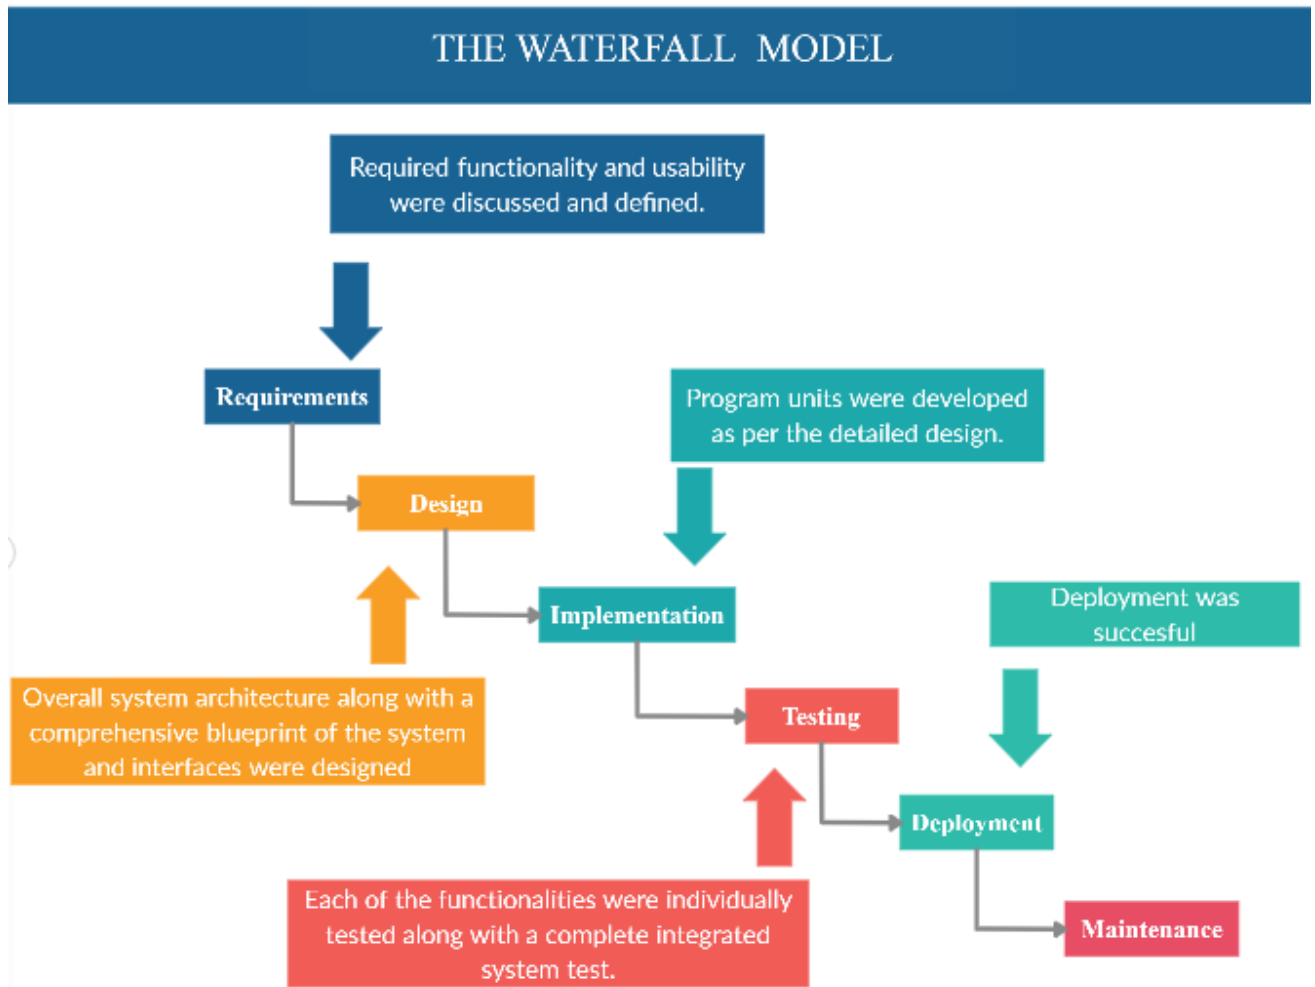 THE WATERFALL MODEL
Required functionality and usability
were discussed and defined.
Requirements
Program units were developed
as per the detailed design.
Design
Implementation
Deployment was
succesful
Overall system architecture along with a
comprehensive blueprint of the system
and interfaces were designed
Testing
Deployment
Each of the functionalities were individually
tested along with a complete integrated
system test.
Maintenance